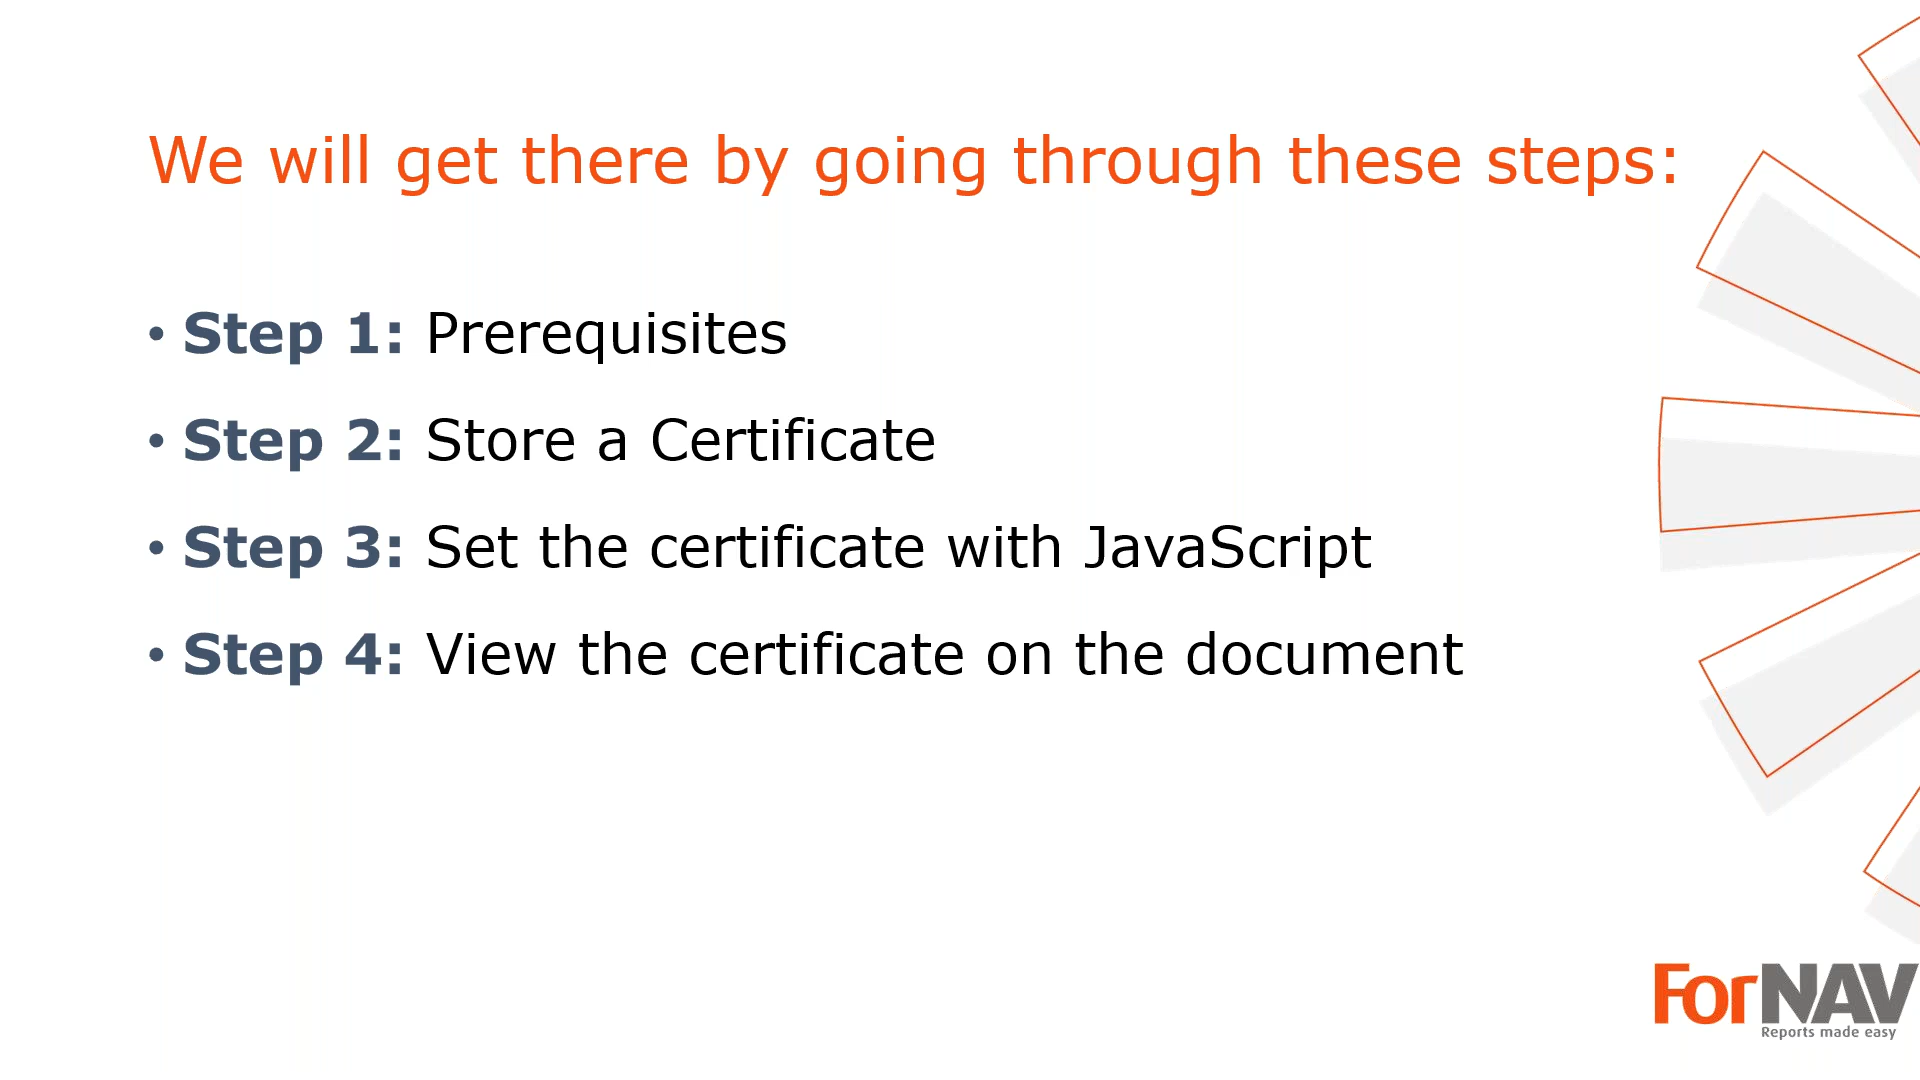 We will get there by going through these steps:
• Step 1: Prerequisites
• Step 2: Store a Certificate
• Step 3: Set the certificate with JavaScript
• Step 4: View the certificate on the document
ForNAV
Reports made easy